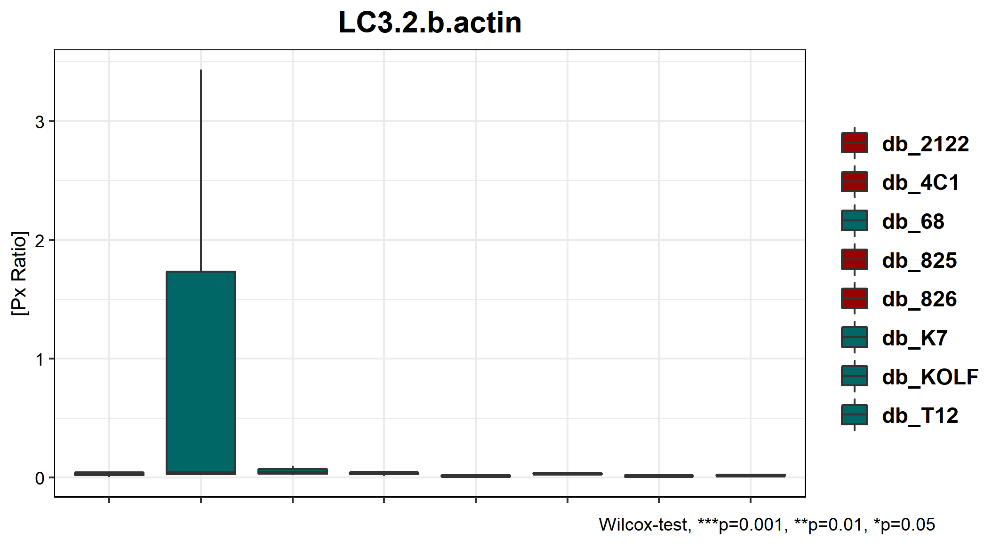 LC3.2.b.actin
[Px Ratio]
3
2
1
0
db_2122
db_4C1
db_68
db_825
db_826
db_K7
db_KOLF
db_T12
Wilcox-test, ***p=0.001, **p=0.01, *p=0.05